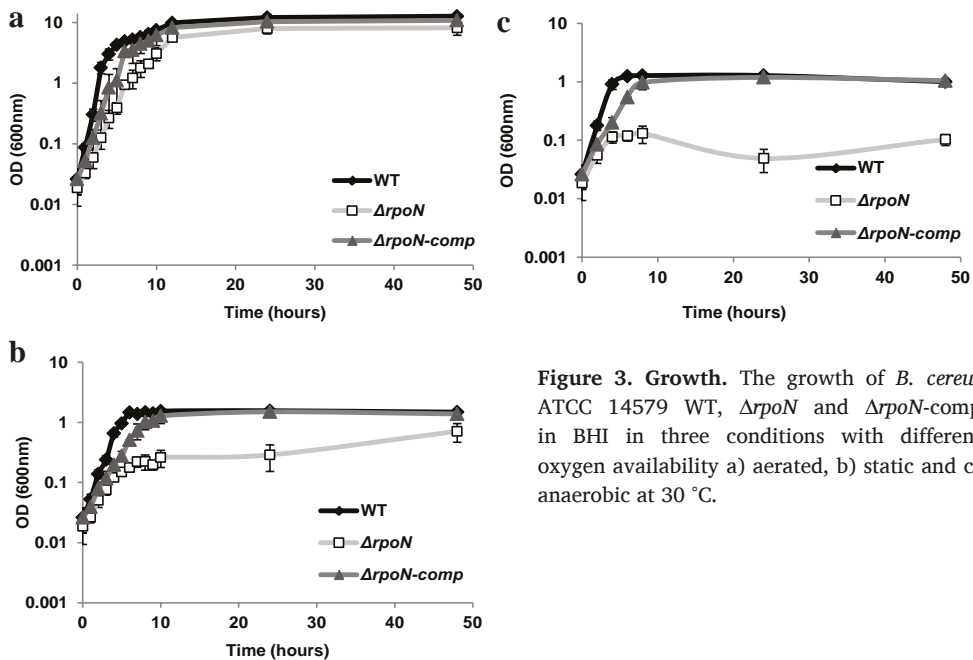 a
10
1
0.1
0.01
0.001
OD (600nm)
WT
ΔrpoN
ΔrpoN-comp
0 10 20 30 40 50
Time (hours)
c
10
1
0.1
0.01
0.001
OD (600nm)
WT
ΔrpoN
ΔrpoN-comp
0 10 20 30 40 50
Time (hours)
b
10
1
0.1
0.01
0.001
OD (600nm)
WT
ΔrpoN
ΔrpoN-comp
0 10 20 30 40 50
Time (hours)
Figure 3. Growth. The growth of B. cereu
ATCC 14579 WT, ΔrpoN and ΔrpoN-comp
in BHI in three conditions with differen
oxygen availability a) aerated, b) static and c
anaerobic at 30 °C.